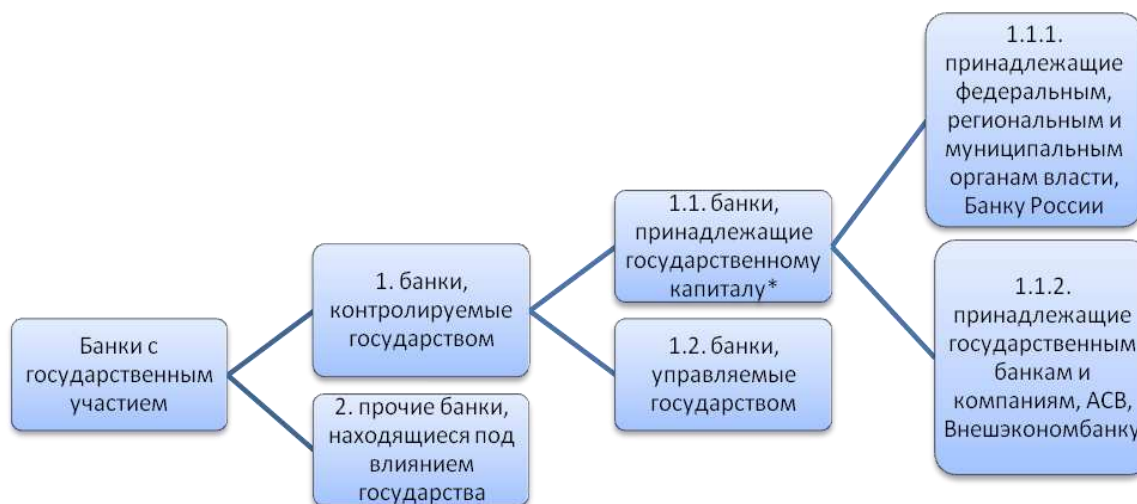 Банки с
государственным
участием
1. банки,
контролируемые
государством
2. прочие банки,
находящиеся под
влиянием
государства
1.1. банки,
принадлежащие
государственному
капиталу*
1.2. банки,
управляемые
государством
1.1.1.
принадлежащие
федеральным,
региональным и
муниципальным
органам власти,
Банку России
1.1.2.
принадлежащие
государственным
банкам и
компаниям, АСВ,
Внешэкономбанку